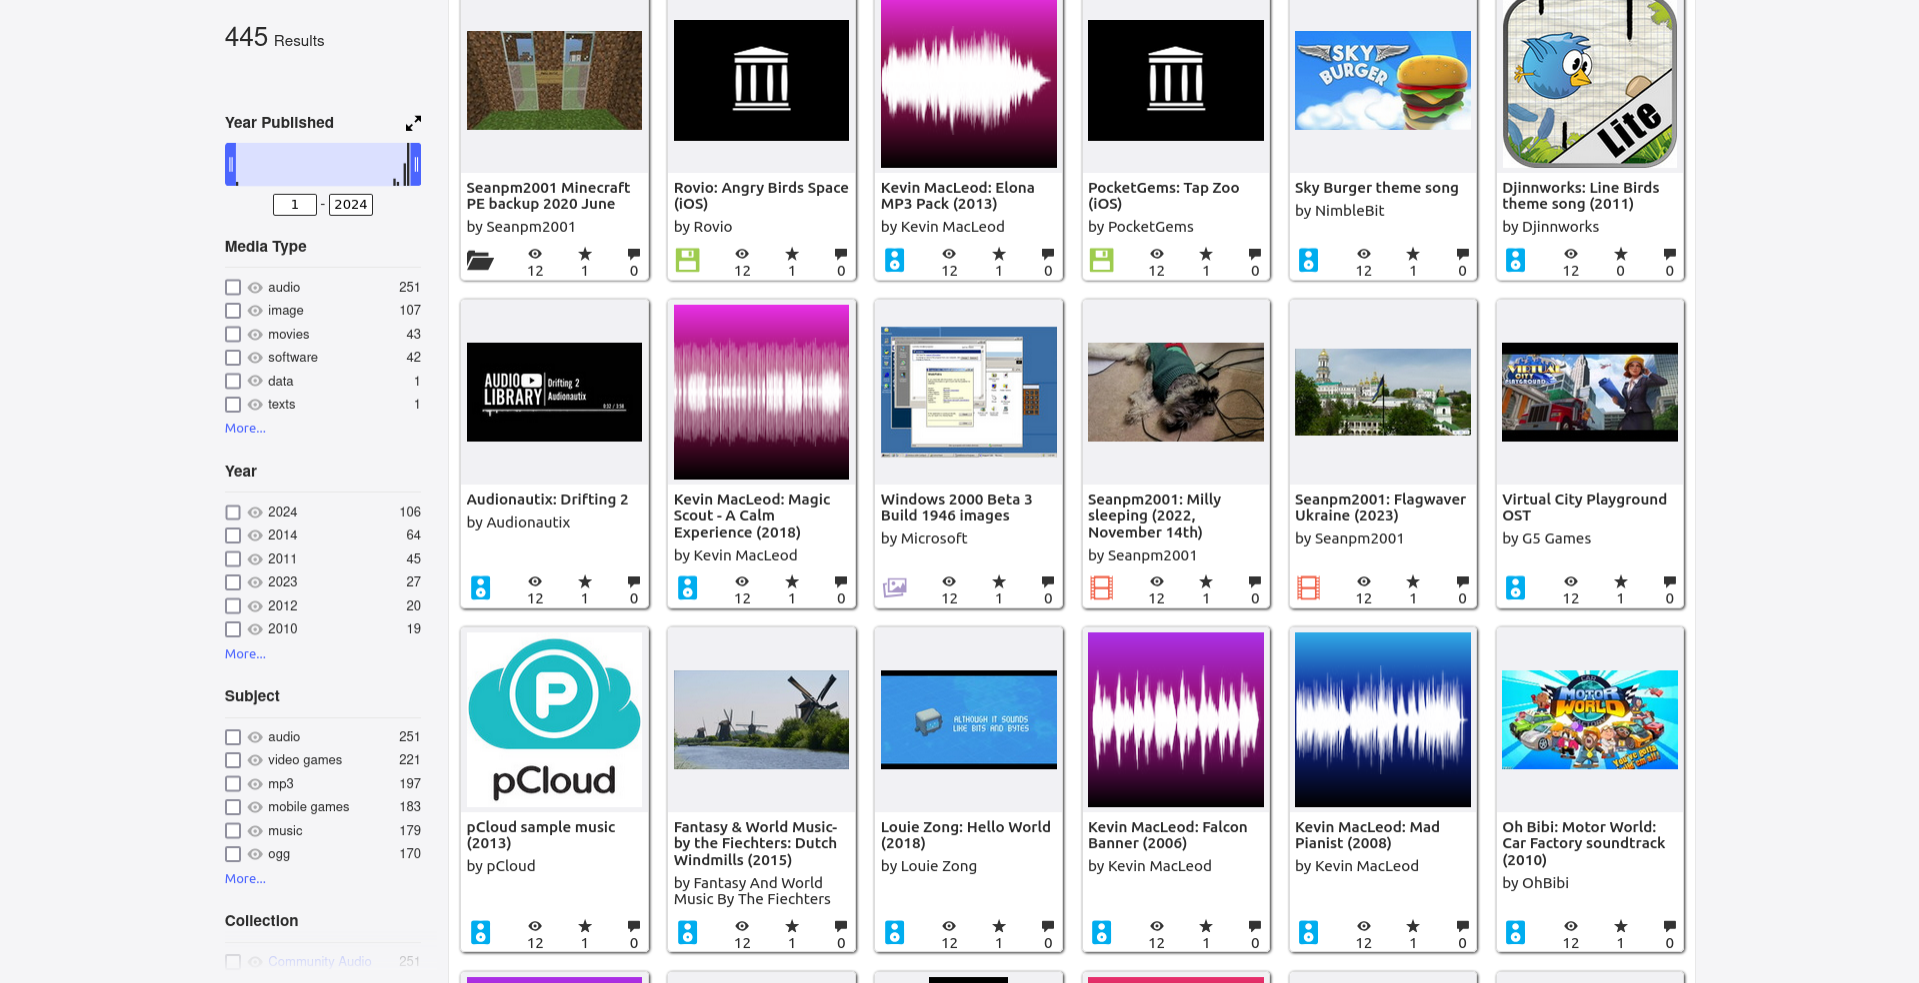 445 Results
Year Published
1 - 2024
Media Type
audio 251
image 107
movies 43
software 42
data 1
texts 1
More...
Year
2024 106
2014 64
2011 45
2023 27
2012 20
2010 19
More...
Subject
audio 251
video games 221
mp3 197
mobile games 183
music 179
ogg 170
More...
Collection
Community Audio 251
Seanpm2001 Minecraft
PE backup 2020 June
by Seanpm2001
12 1 0
Rovio: Angry Birds Space
(iOS)
by Rovio
12 1 0
Kevin MacLeod: Elona
MP3 Pack (2013)
by Kevin MacLeod
12 1 0
PocketGems: Tap Zoo
(iOS)
by PocketGems
12 1 0
SKY
BURGER
Sky Burger theme song
by NimbleBit
12 1 0
Lite
Djinnworks: Line Birds
theme song (2011)
by Djinnworks
12 0 0
AUDIO
LIBRARY
Drifting 2
Audionautix
Audionautix: Drifting 2
by Audionautix
12 1 0
Kevin MacLeod: Magic
Scout - A Calm
Experience (2018)
by Kevin MacLeod
12 1 0
Windows 2000 Beta 3
Build 1946 images
by Microsoft
12 1 0
Seanpm2001: Milly
sleeping (2022,
November 14th)
by Seanpm2001
12 1 0
Seanpm2001: Flagwaver
Ukraine (2023)
by Seanpm2001
12 1 0
VIRTUAL
CITY
PLAYGROUND
Virtual City Playground
OST
by G5 Games
12 1 0
P
pCloud
pCloud sample music
(2013)
by pCloud
12 1 0
Fantasy & World Music-
by the Fiechters: Dutch
Windmills (2015)
by Fantasy And World
Music By The Fiechters
12 1 0
ALTHOUGH IT SOUNDS
LIKE BITS AND BYTES
Louie Zong: Hello World
(2018)
by Louie Zong
12 1 0
Kevin MacLeod: Falcon
Banner (2006)
by Kevin MacLeod
12 1 0
Kevin MacLeod: Mad
Pianist (2008)
by Kevin MacLeod
12 1 0
MOTOR
WORLD
Oh Bibi: Motor World:
Car Factory soundtrack
(2010)
by OhBibi
12 1 0